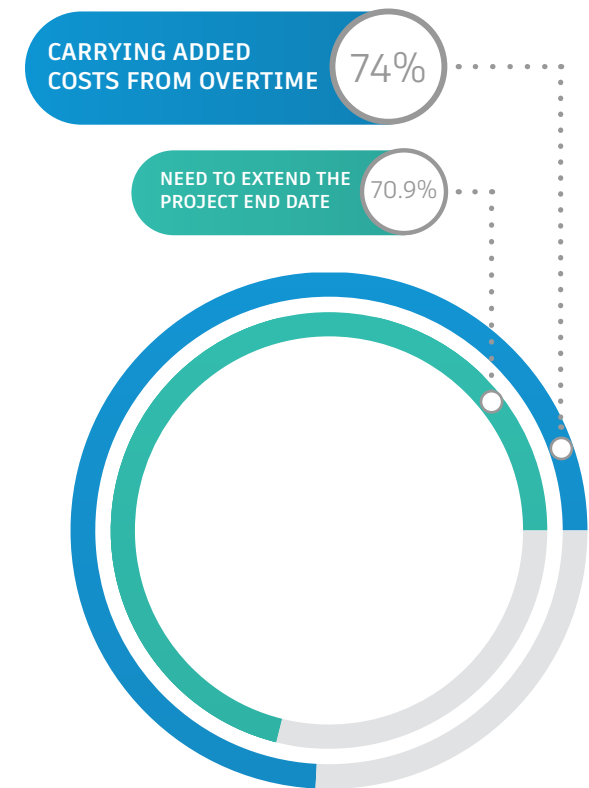 CARRYING ADDED
COSTS FROM OVERTIME
74%
NEED TO EXTEND THE
PROJECT END DATE
70.9%